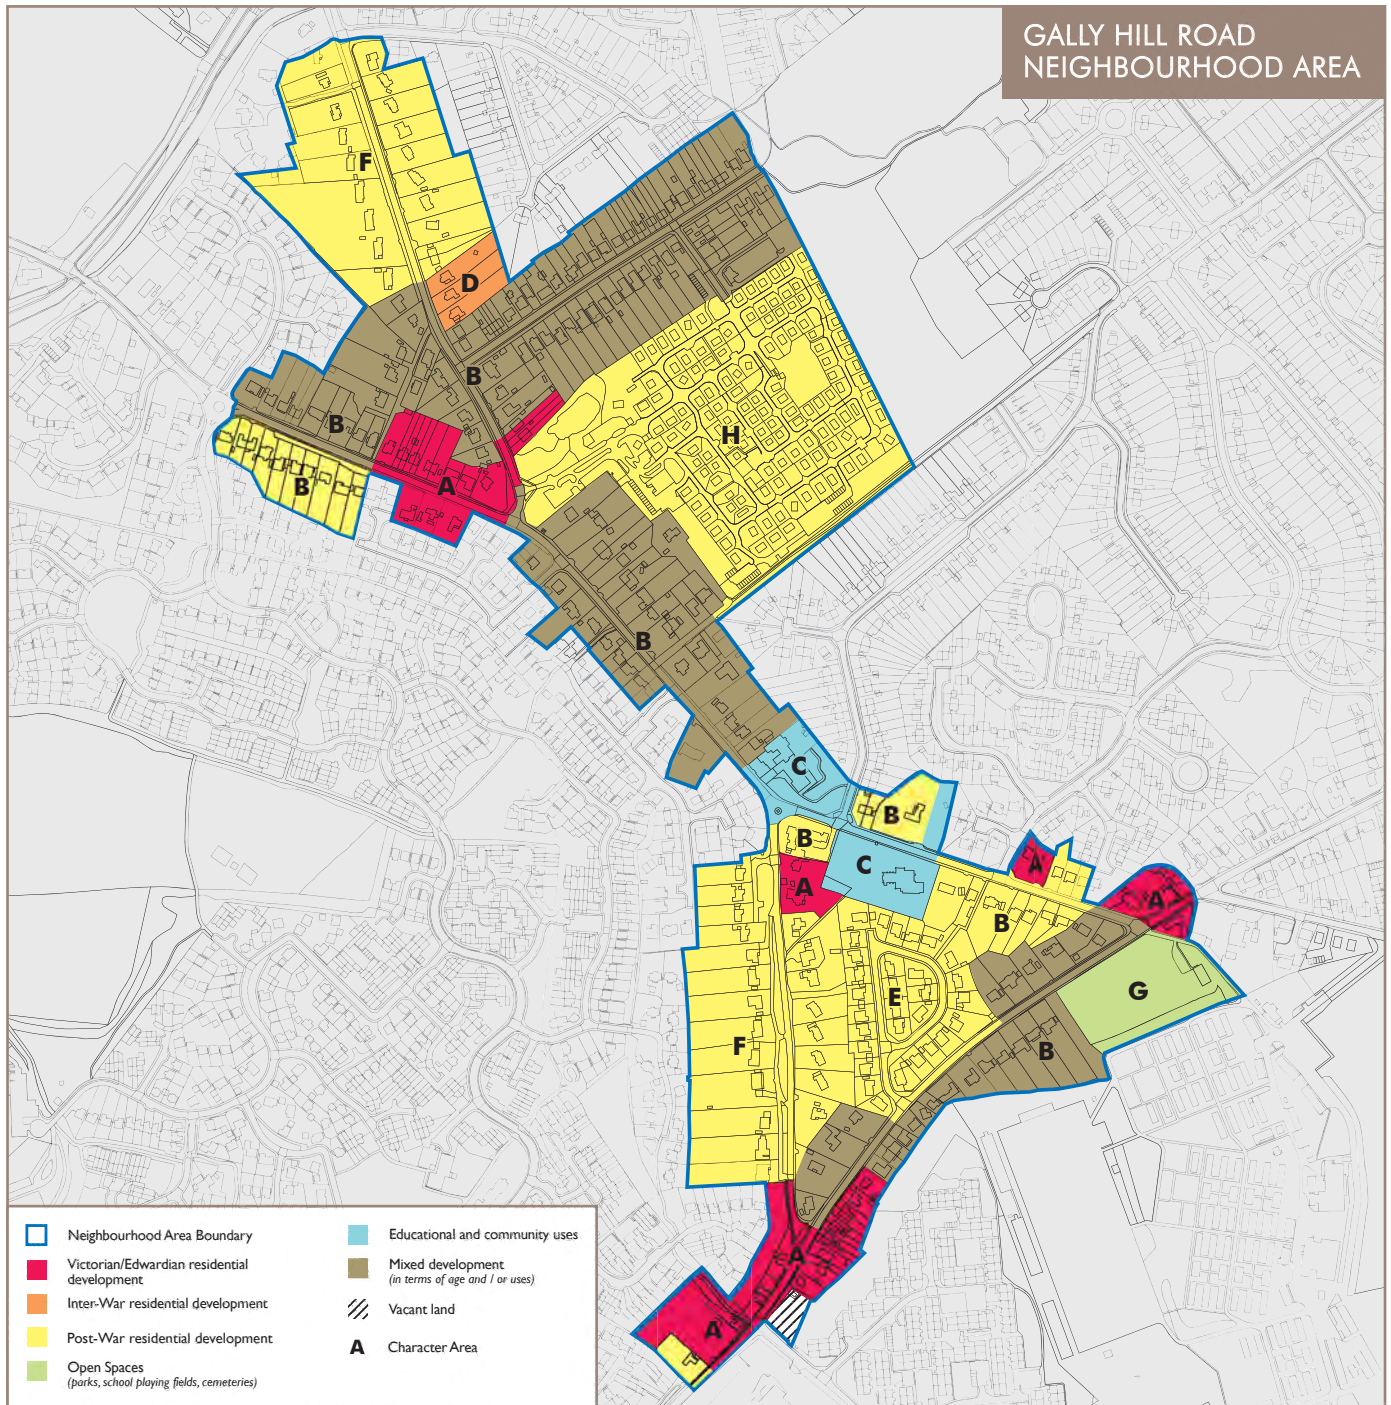 GALLY HILL ROAD
NEIGHBOURHOOD AREA
F
D
B
B
H
B
A
B
C
B
B
C
A
A
A
B
G
E
F
B
A
A
Neighbourhood Area Boundary
Victorian/Edwardian residential
development
Inter-War residential development
Post-War residential development
Open Spaces
(parks, school playing fields, cemeteries)
Educational and community uses
Mixed development
(in terms of age and / or uses)
Vacant land
A Character Area